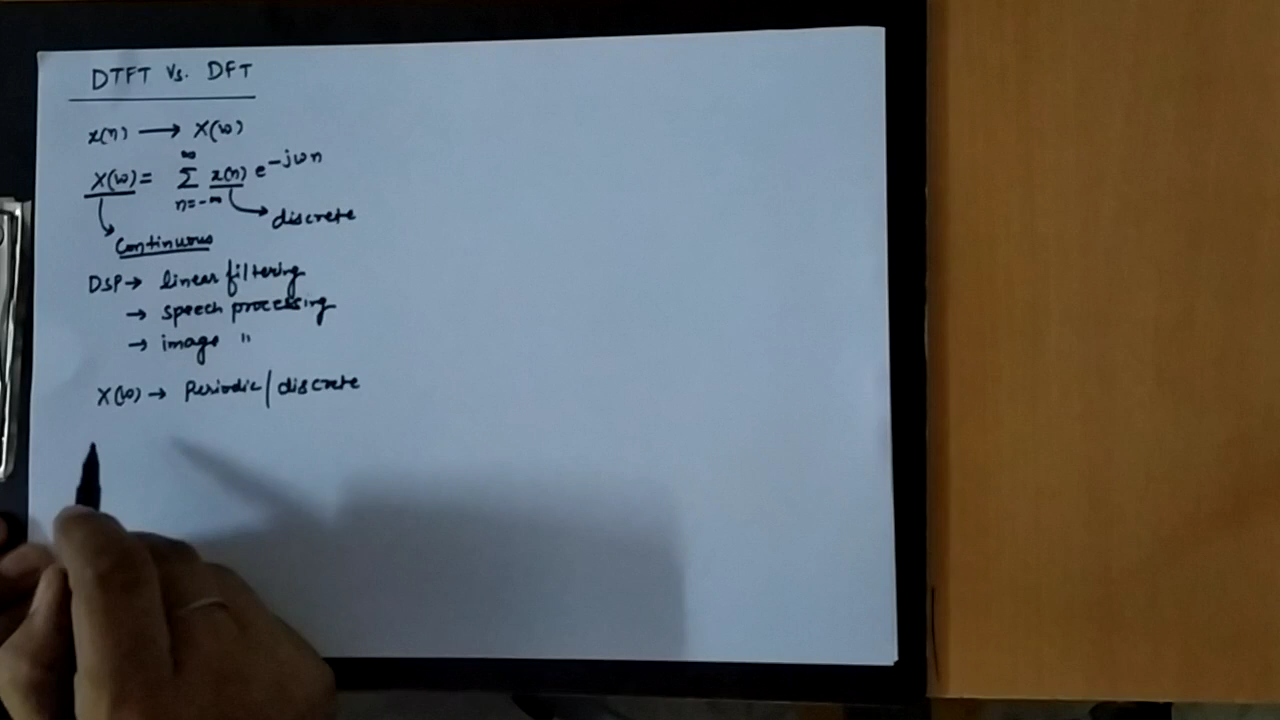 DTFT Vs. DFT
x(n) → X(ω)
X(ω) = ∞ Σ n=-∞ x(n) e^-jωn
discrete
Continuous
DSP → linear filtering
→ speech processing
→ image "
X(ω) → Periodic / discrete